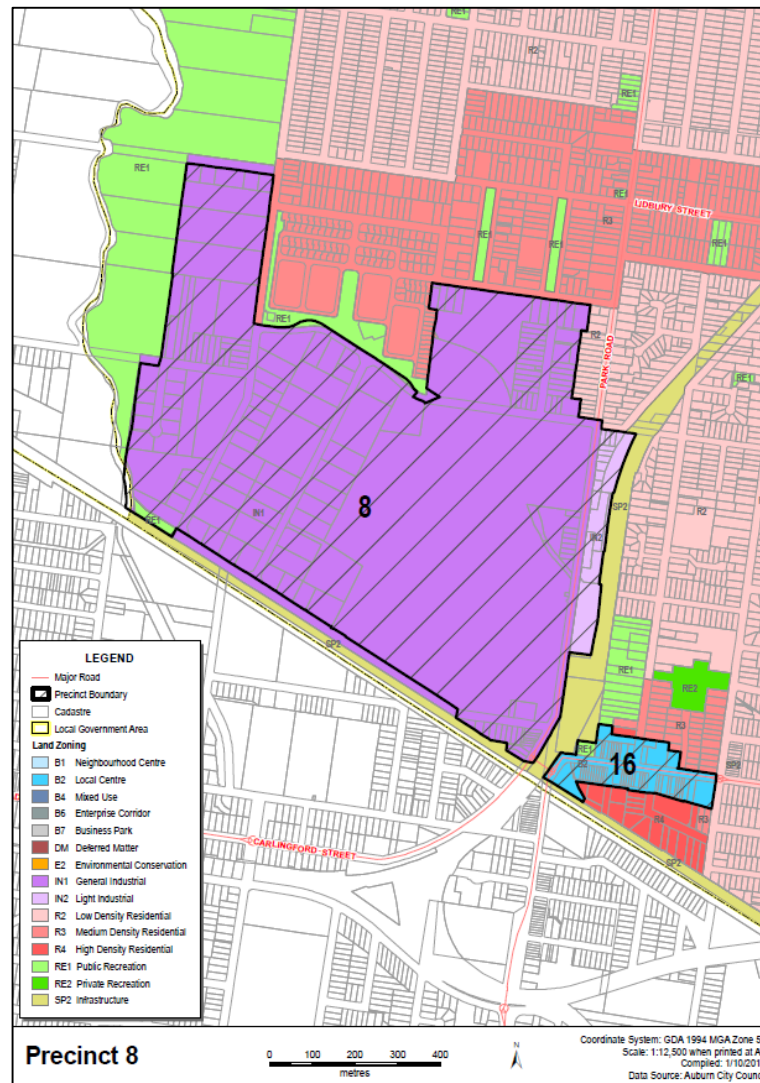 RE1
R2
RE1
RE1
RE1
LIDBURY STREET
R3
RE1
RE1
RE1
RE1
R2
PARK ROAD
RE1
8
SP2
R2
IN1
RE1
IN2
SP2
RE1
RE2
R3
RE1
B2
16
SP2
R4
R3
SP2
CARLINGFORD STREET
LEGEND
Major Road
Precinct Boundary
Cadastre
Local Government Area
Land Zoning
B1 Neighbourhood Centre
B2 Local Centre
B4 Mixed Use
B6 Enterprise Corridor
B7 Business Park
DM Deferred Matter
E2 Environmental Conservation
IN1 General Industrial
IN2 Light Industrial
R2 Low Density Residential
R3 Medium Density Residential
R4 High Density Residential
RE1 Public Recreation
RE2 Private Recreation
SP2 Infrastructure
Precinct 8
0 100 200 300 400
metres
N
Coordinate System: GDA 1994 MGA Zone 5
Scale: 1:12,500 when printed at A
Compiled: 1/10/201
Data Source: Auburn City Counc